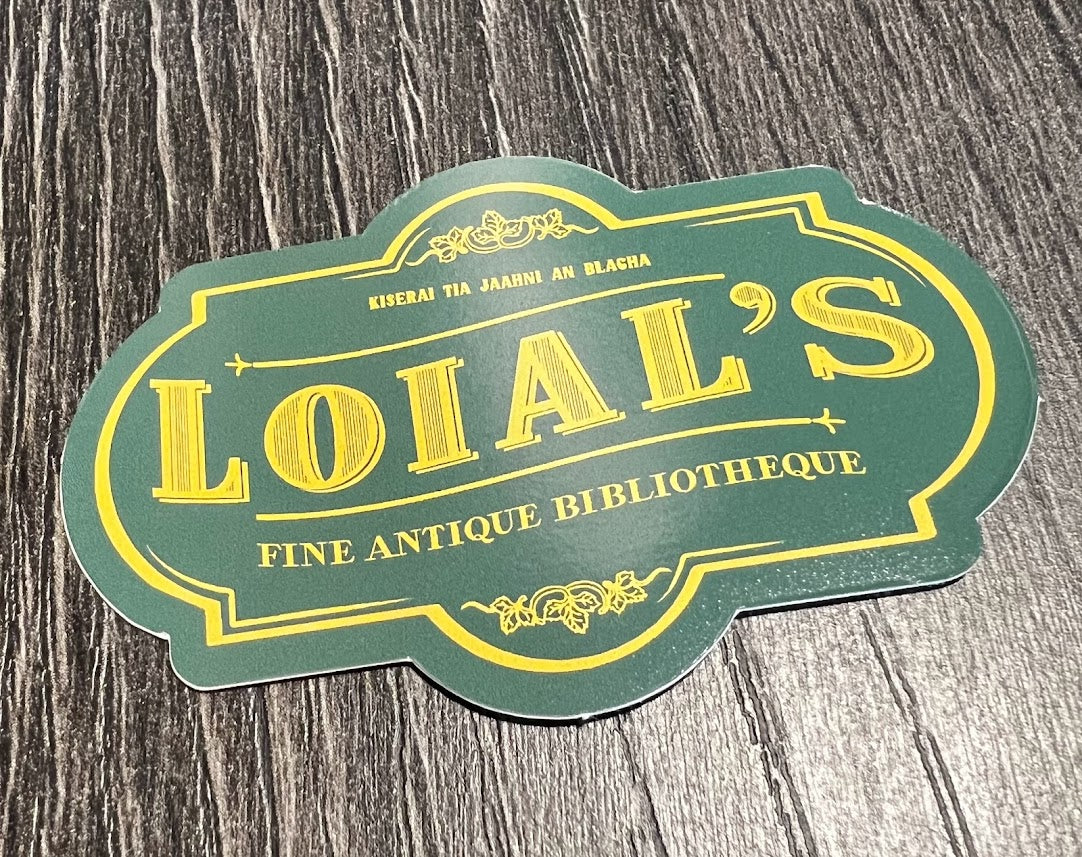 KISERAI TIA JAAHNI AN BLAGHA
LOIAL'S
FINE ANTIQUE BIBLIOTHEQUE